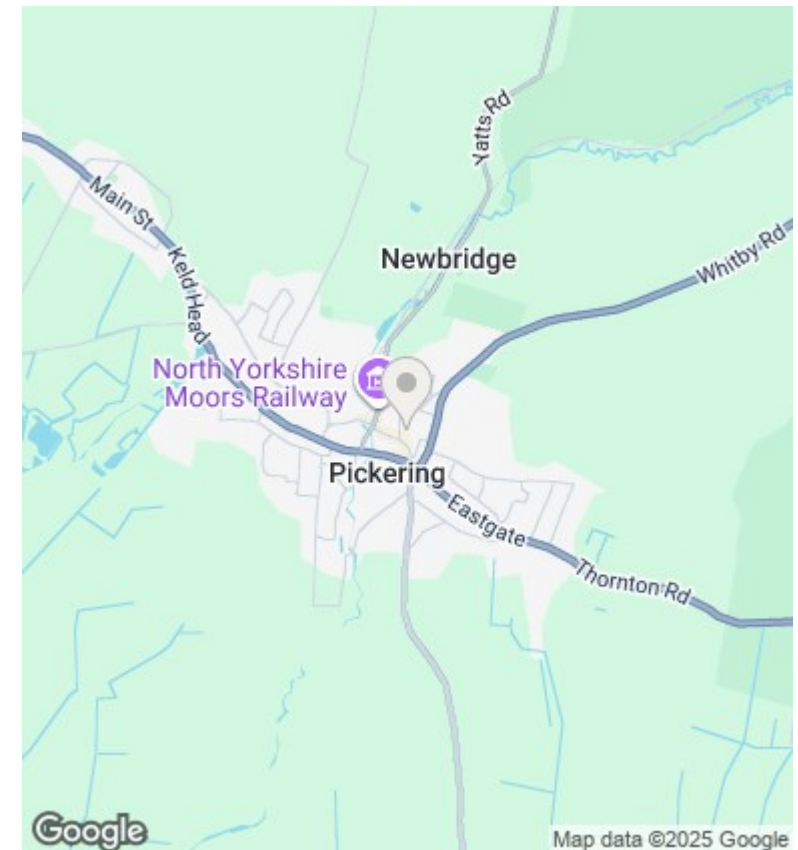 Yatts Rd
Main St
Newbridge
Whitby Rd
Keld Head
North Yorkshire
Moors Railway
Pickering
Eastgate
Thornton Rd
Google
Map data ©2025 Google